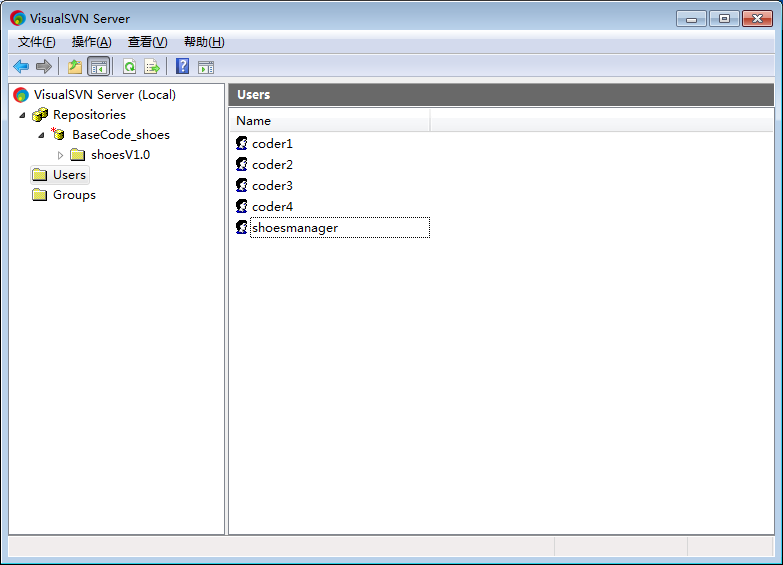 VisualSVN Server
文件(F) 操作(A) 查看(V) 帮助(H)
VisualSVN Server (Local)
Repositories
BaseCode_shoes
shoesV1.0
Users
Groups
Users
Name
coder1
coder2
coder3
coder4
shoesmanager